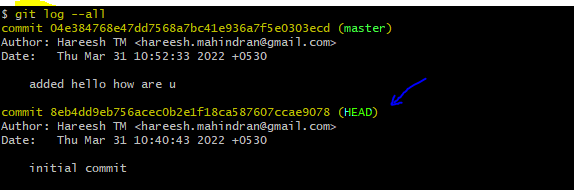 $ git log --all
commit 04e384768e47dd7568a7bc41e936a7f5e0303ecd (master)
Author: Hareesh TM <hareesh.mahindran@gmail.com>
Date:   Thu Mar 31 10:52:33 2022 +0530
    added hello how are u
commit 8eb4dd9eb756acec0b2e1f18ca587607ccae9078 (HEAD)
Author: Hareesh TM <hareesh.mahindran@gmail.com>
Date:   Thu Mar 31 10:40:43 2022 +0530
    initial commit